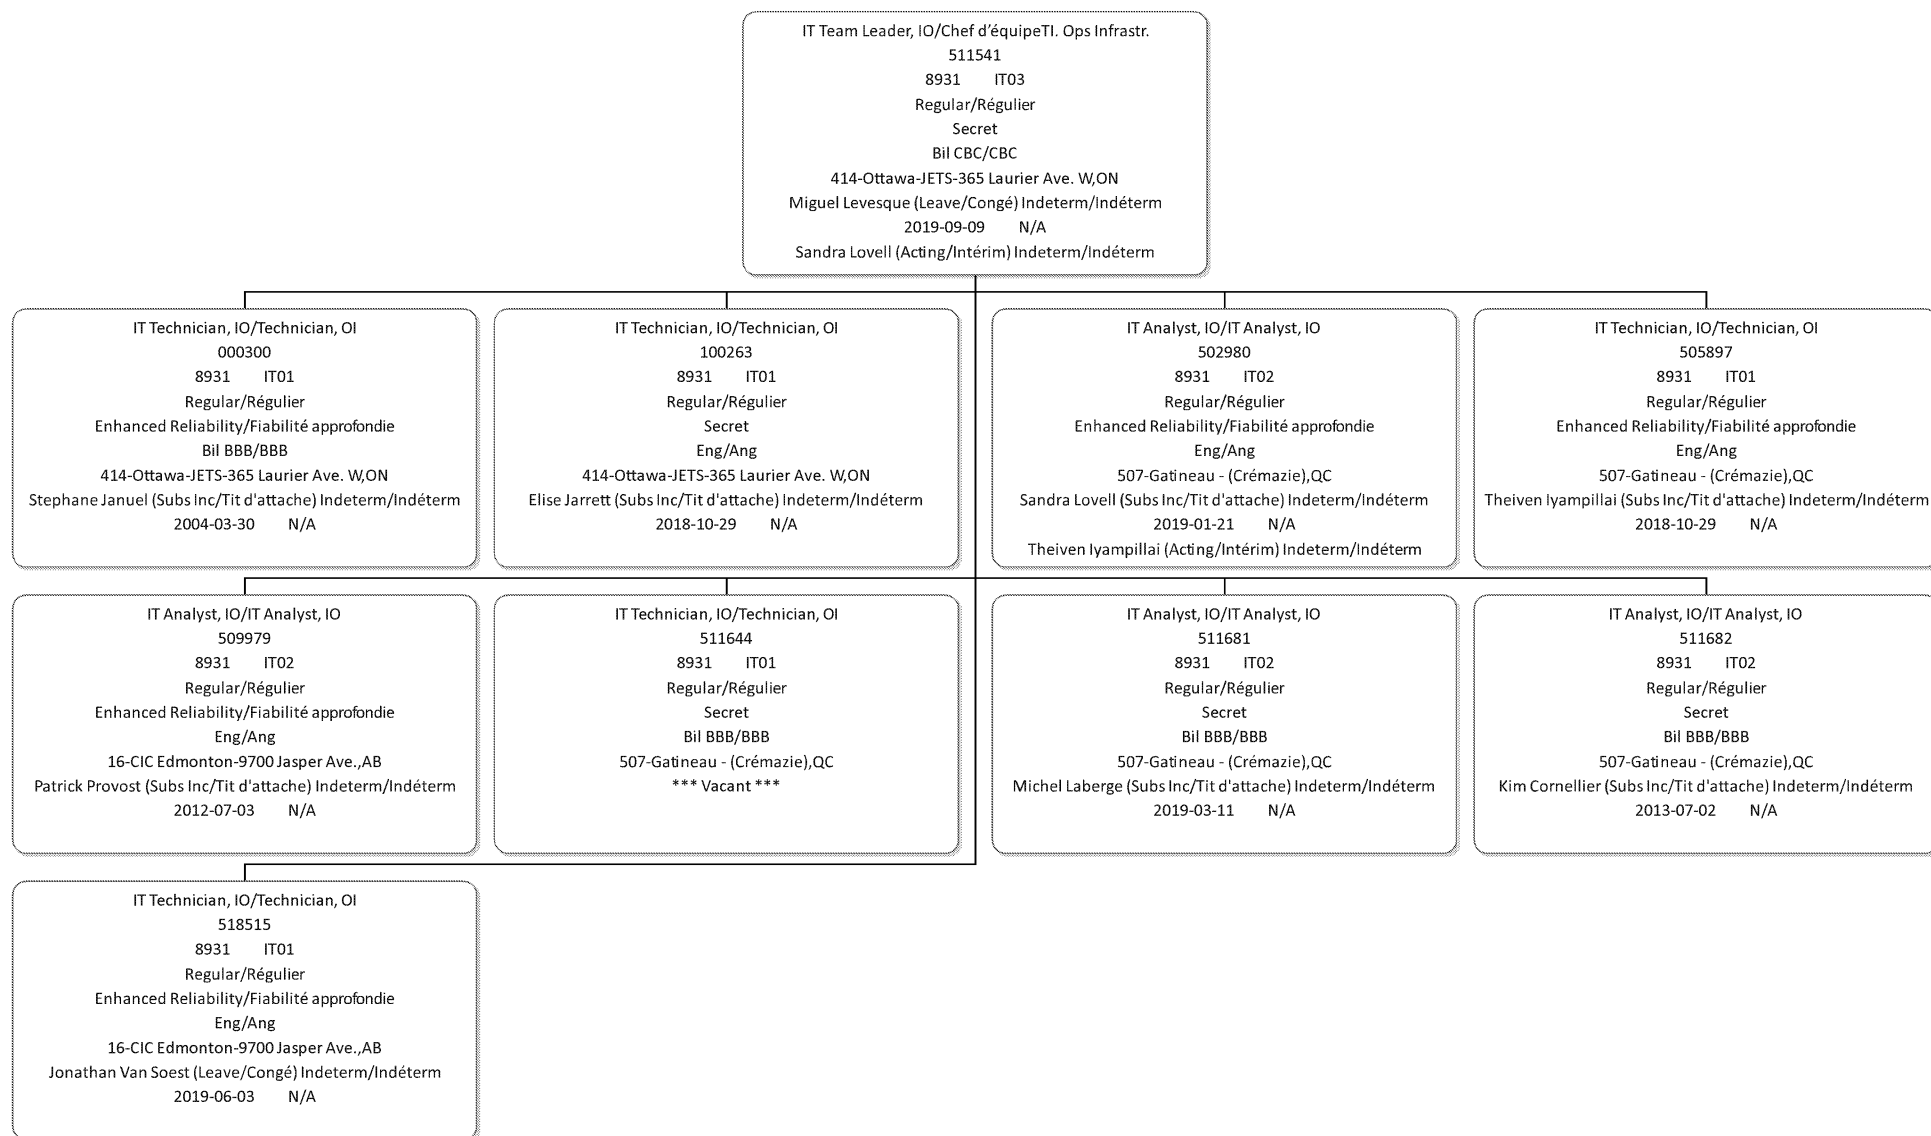 IT Team Leader, IO/Chef d'équipeTI. Ops Infrastr.
511541
8931 IT03
Regular/Régulier
Secret
Bil CBC/CBC
414-Ottawa-JETS-365 Laurier Ave. W,ON
Miguel Levesque (Leave/Congé) Indeterm/Indéterm
2019-09-09 N/A
Sandra Lovell (Acting/Intérim) Indeterm/Indéterm
IT Technician, IO/Technician, OI
000300
8931 IT01
Regular/Régulier
Enhanced Reliability/Fiabilité approfondie
Bil BBB/BBB
414-Ottawa-JETS-365 Laurier Ave. W,ON
Stephane Januel (Subs Inc/Tit d'attache) Indeterm/Indéterm
2004-03-30 N/A
IT Technician, IO/Technician, OI
100263
8931 IT01
Regular/Régulier
Secret
Eng/Ang
414-Ottawa-JETS-365 Laurier Ave. W,ON
Elise Jarrett (Subs Inc/Tit d'attache) Indeterm/Indéterm
2018-10-29 N/A
IT Analyst, IO/IT Analyst, IO
502980
8931 IT02
Regular/Régulier
Enhanced Reliability/Fiabilité approfondie
Eng/Ang
507-Gatineau - (Crémazie),QC
Sandra Lovell (Subs Inc/Tit d'attache) Indeterm/Indéterm
2019-01-21 N/A
Theiven Iyampillai (Acting/Intérim) Indeterm/Indéterm
IT Technician, IO/Technician, OI
505897
8931 IT01
Regular/Régulier
Enhanced Reliability/Fiabilité approfondie
Eng/Ang
507-Gatineau - (Crémazie),QC
Theiven Iyampillai (Subs Inc/Tit d'attache) Indeterm/Indéterm
2018-10-29 N/A
IT Analyst, IO/IT Analyst, IO
509979
8931 IT02
Regular/Régulier
Enhanced Reliability/Fiabilité approfondie
Eng/Ang
16-CIC Edmonton-9700 Jasper Ave.,AB
Patrick Provost (Subs Inc/Tit d'attache) Indeterm/Indéterm
2012-07-03 N/A
IT Technician, IO/Technician, OI
511644
8931 IT01
Regular/Régulier
Secret
Bil BBB/BBB
507-Gatineau - (Crémazie),QC
*** Vacant ***
IT Analyst, IO/IT Analyst, IO
511681
8931 IT02
Regular/Régulier
Secret
Bil BBB/BBB
507-Gatineau - (Crémazie),QC
Michel Laberge (Subs Inc/Tit d'attache) Indeterm/Indéterm
2019-03-11 N/A
IT Analyst, IO/IT Analyst, IO
511682
8931 IT02
Regular/Régulier
Secret
Bil BBB/BBB
507-Gatineau - (Crémazie),QC
Kim Cornellier (Subs Inc/Tit d'attache) Indeterm/Indéterm
2013-07-02 N/A
IT Technician, IO/Technician, OI
518515
8931 IT01
Regular/Régulier
Enhanced Reliability/Fiabilité approfondie
Eng/Ang
16-CIC Edmonton-9700 Jasper Ave.,AB
Jonathan Van Soest (Leave/Congé) Indeterm/Indéterm
2019-06-03 N/A